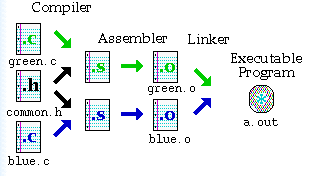 Compiler
Assembler
Linker
Executable
Program
.c
green.c
.h
common.h
.c
blue.c
.s
.s
.o
green.o
.o
blue.o
a.out